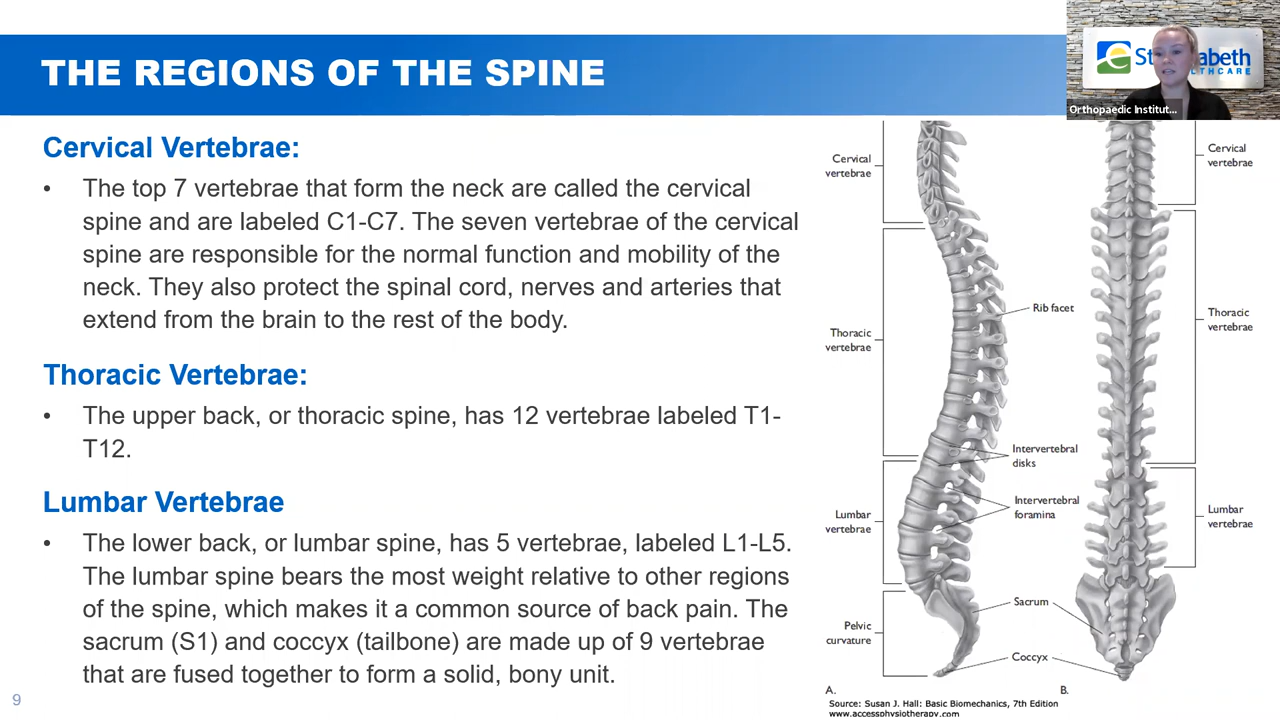 THE REGIONS OF THE SPINE
Orthopaedic Institut...
Cervical Vertebrae:
• The top 7 vertebrae that form the neck are called the cervical
spine and are labeled C1-C7. The seven vertebrae of the cervical
spine are responsible for the normal function and mobility of the
neck. They also protect the spinal cord, nerves and arteries that
extend from the brain to the rest of the body.
Thoracic Vertebrae:
• The upper back, or thoracic spine, has 12 vertebrae labeled T1-
T12.
Lumbar Vertebrae
• The lower back, or lumbar spine, has 5 vertebrae, labeled L1-L5.
The lumbar spine bears the most weight relative to other regions
of the spine, which makes it a common source of back pain. The
sacrum (S1) and coccyx (tailbone) are made up of 9 vertebrae
that are fused together to form a solid, bony unit.
9
Cervical
vertebrae
Thoracic
vertebrae
Lumbar
vertebrae
Pelvic
curvature
Rib facet
Intervertebral
disks
Intervertebral
foramina
Sacrum
Coccyx
Cervical
vertebrae
Thoracic
vertebrae
Lumbar
vertebrae
A.
B.
Source: Susan J. Hall: Basic Biomechanics, 7th Edition
www.accessphysiotherapy.com